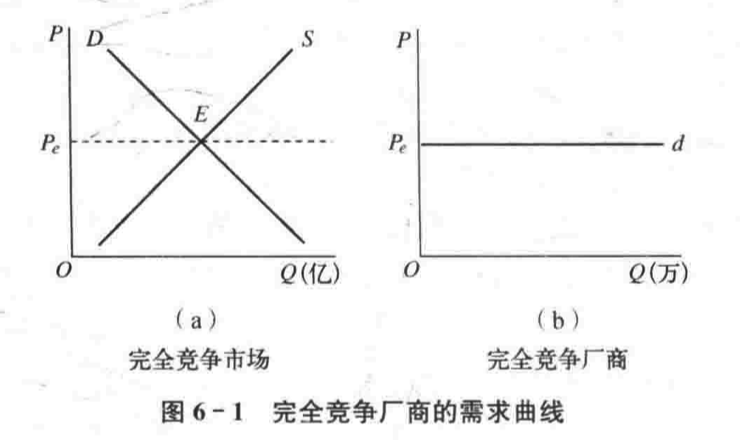 P D S
E
Pe
O Q(亿)
(a)
完全竞争市场
P
Pe d
O Q(万)
(b)
完全竞争厂商
图 6-1 完全竞争厂商的需求曲线